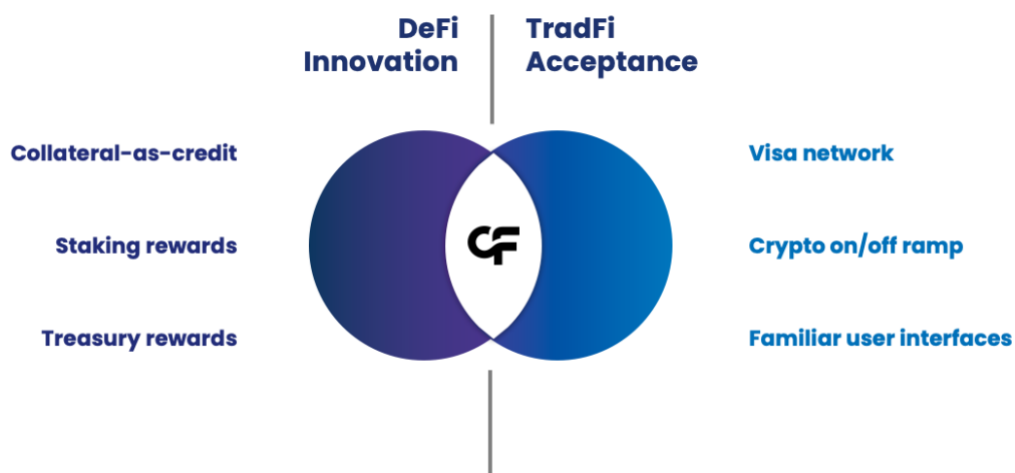 DeFi
Innovation
TradFi
Acceptance
Collateral-as-credit
Staking rewards
Treasury rewards
CF
Visa network
Crypto on/off ramp
Familiar user interfaces